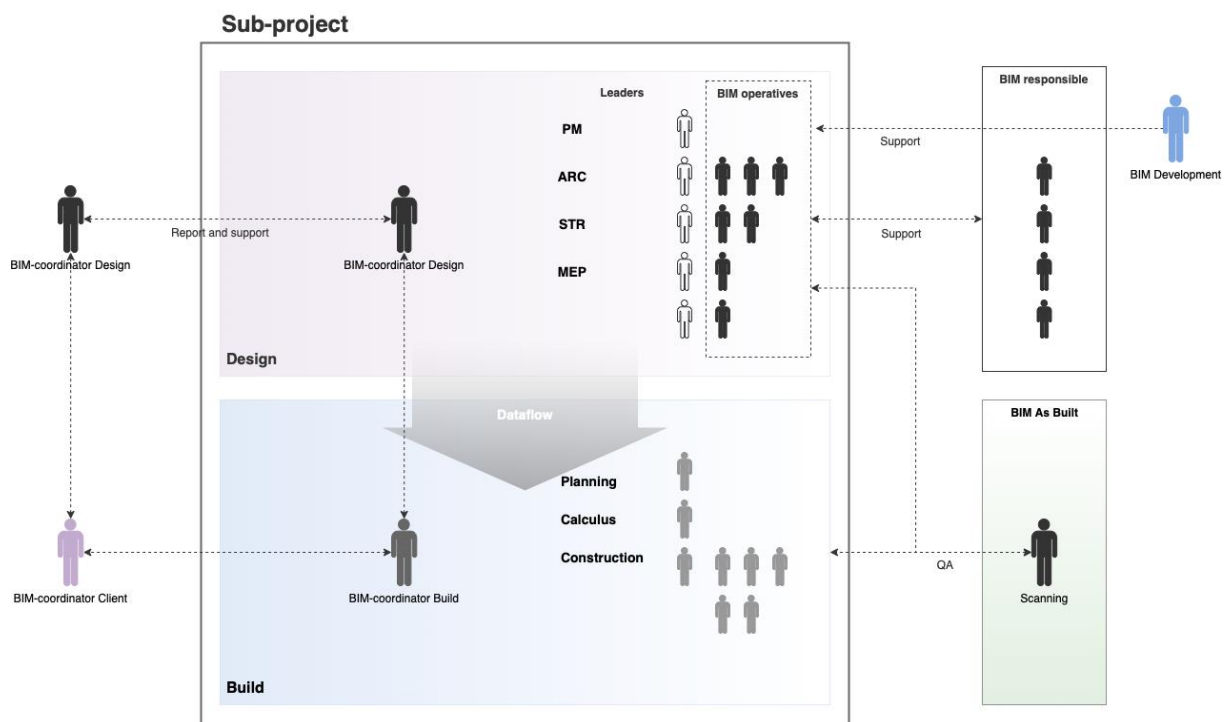 Sub-project
Leaders
BIM operatives
BIM responsible
PM
Support
BIM Development
ARC
STR
Report and support
Support
BIM-coordinator Design
BIM-coordinator Design
MEP
Design
Dataflow
BIM As Built
Planning
Calculus
Construction
QA
BIM-coordinator Client
BIM-coordinator Build
Scanning
Build